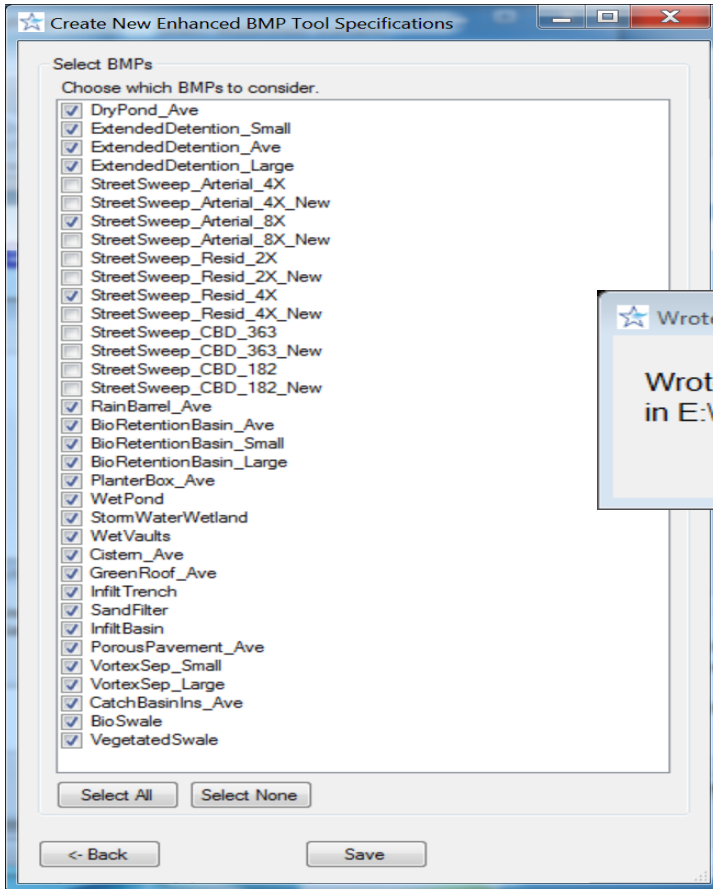 Create New Enhanced BMP Tool Specifications
Select BMPs
Choose which BMPs to consider.
DryPond_Ave
ExtendedDetention_Small
ExtendedDetention_Ave
ExtendedDetention_Large
StreetSweep_Arterial_4X
StreetSweep_Arterial_4X_New
StreetSweep_Arterial_8X
StreetSweep_Arterial_8X_New
StreetSweep_Resid_2X
StreetSweep_Resid_2X_New
StreetSweep_Resid_4X
StreetSweep_Resid_4X_New
StreetSweep_CBD_363
StreetSweep_CBD_363_New
StreetSweep_CBD_182
StreetSweep_CBD_182_New
RainBarrel_Ave
BioRetentionBasin_Ave
BioRetentionBasin_Small
BioRetentionBasin_Large
PlanterBox_Ave
WetPond
StormWaterWetland
WetVaults
Cistern_Ave
GreenRoof_Ave
InfiltTrench
SandFilter
InfiltBasin
PorousPavement_Ave
VortexSep_Small
VortexSep_Large
CatchBasinIns_Ave
BioSwale
VegetatedSwale
Select All Select None
<- Back Save
Wrote
Wrot
in E:\